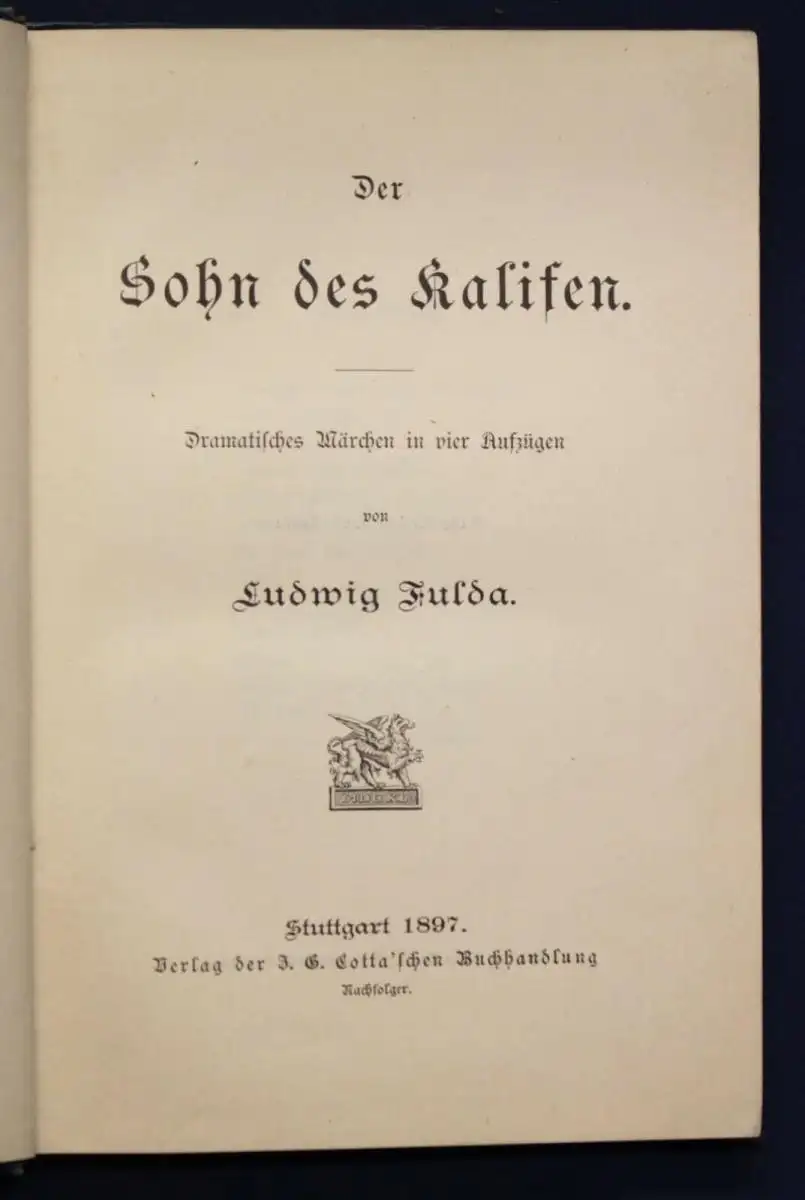 Der
Sohn des Kalifen.
Dramatisches Märchen in vier Aufzügen
von
Ludwig Fulda.
Stuttgart 1897.
Verlag der J. G. Cotta'schen Buchhandlung
Nachfolger.